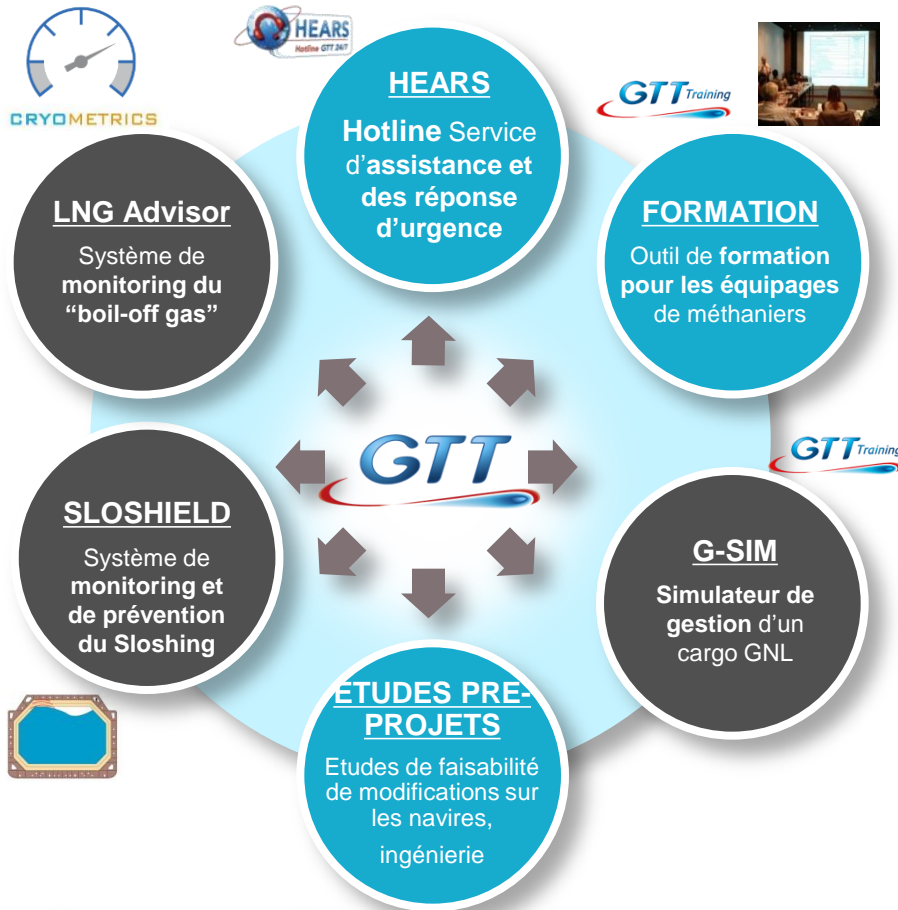 CRYOMETRICS
HEARS
Hotline GTT 24/7
HEARS
Hotline Service
d'assistance et
des réponse
d'urgence
GTT Training
LNG Advisor
Système de
monitoring du
“boil-off gas”
FORMATION
Outil de formation
pour les équipages
de méthaniers
GTT
GTT Training
SLOSHIELD
Système de
monitoring et
de prévention
du Sloshing
G-SIM
Simulateur de
gestion d'un
cargo GNL
ETUDES PRE-
PROJETS
Etudes de faisabilité
de modifications sur
les navires,
ingénierie